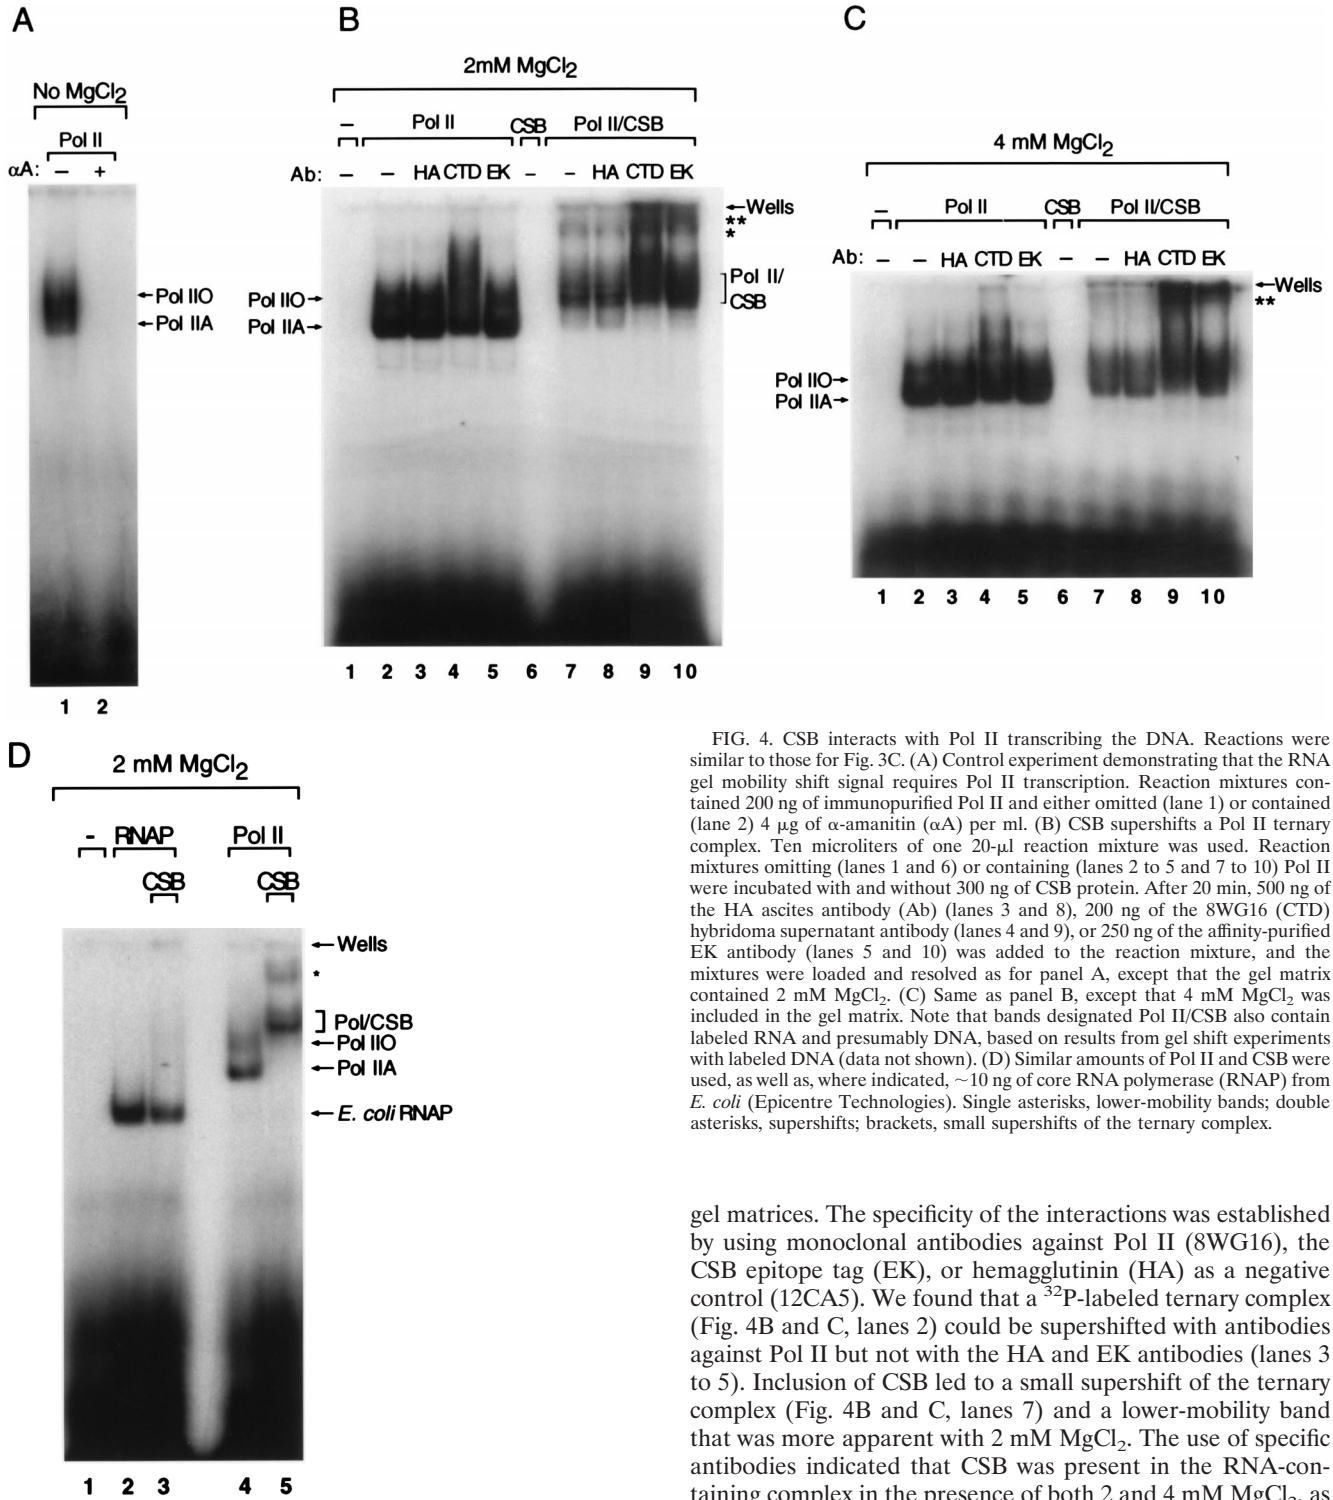 A
No MgCl2
Pol II
αA: – +
Pol IIO
Pol IIA
1 2
B
2mM MgCl2
– Pol II CSB Pol II/CSB
Ab: – – HA CTD EK – – HA CTD EK
Wells
**
*
Pol II/
CSB
Pol IIO
Pol IIA
1 2 3 4 5 6 7 8 9 10
C
4 mM MgCl2
– Pol II CSB Pol II/CSB
Ab: – – HA CTD EK – – HA CTD EK
Wells
**
Pol IIO
Pol IIA
1 2 3 4 5 6 7 8 9 10
D
2 mM MgCl2
- RNAP Pol II
CSB CSB
Wells
*
Pol/CSB
Pol IIO
Pol IIA
E. coli RNAP
1 2 3 4 5
FIG. 4. CSB interacts with Pol II transcribing the DNA. Reactions were
similar to those for Fig. 3C. (A) Control experiment demonstrating that the RNA
gel mobility shift signal requires Pol II transcription. Reaction mixtures con-
tained 200 ng of immunopurified Pol II and either omitted (lane 1) or contained
(lane 2) 4 μg of α-amanitin (αA) per ml. (B) CSB supershifts a Pol II ternary
complex. Ten microliters of one 20-μl reaction mixture was used. Reaction
mixtures omitting (lanes 1 and 6) or containing (lanes 2 to 5 and 7 to 10) Pol II
were incubated with and without 300 ng of CSB protein. After 20 min, 500 ng of
the HA ascites antibody (Ab) (lanes 3 and 8), 200 ng of the 8WG16 (CTD)
hybridoma supernatant antibody (lanes 4 and 9), or 250 ng of the affinity-purified
EK antibody (lanes 5 and 10) was added to the reaction mixture, and the
mixtures were loaded and resolved as for panel A, except that the gel matrix
contained 2 mM MgCl2. (C) Same as panel B, except that 4 mM MgCl2 was
included in the gel matrix. Note that bands designated Pol II/CSB also contain
labeled RNA and presumably DNA, based on results from gel shift experiments
with labeled DNA (data not shown). (D) Similar amounts of Pol II and CSB were
used, as well as, where indicated, ~10 ng of core RNA polymerase (RNAP) from
E. coli (Epicentre Technologies). Single asterisks, lower-mobility bands; double
asterisks, supershifts; brackets, small supershifts of the ternary complex.
gel matrices. The specificity of the interactions was established
by using monoclonal antibodies against Pol II (8WG16), the
CSB epitope tag (EK), or hemagglutinin (HA) as a negative
control (12CA5). We found that a 32P-labeled ternary complex
(Fig. 4B and C, lanes 2) could be supershifted with antibodies
against Pol II but not with the HA and EK antibodies (lanes 3
to 5). Inclusion of CSB led to a small supershift of the ternary
complex (Fig. 4B and C, lanes 7) and a lower-mobility band
that was more apparent with 2 mM MgCl2. The use of specific
antibodies indicated that CSB was present in the RNA-con-
taining complex in the presence of both 2 and 4 mM MgCl2, as